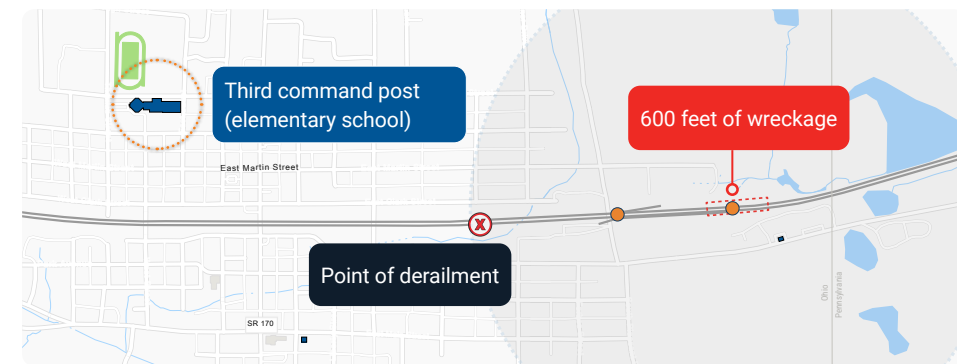 Third command post
(elementary school)
600 feet of wreckage
East Martin Street
X
Point of derailment
Ohio
Pennsylvania
SR 170